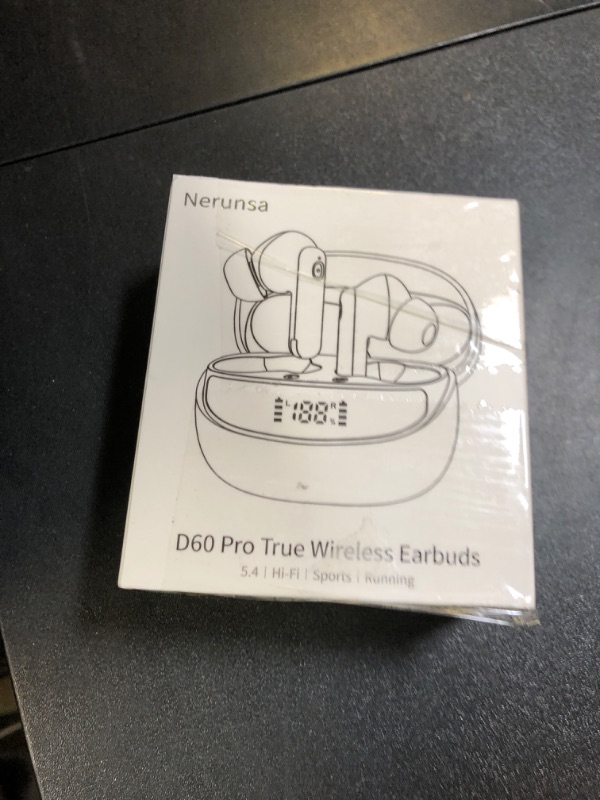 Nerunsa
L 188 R
%
D60 Pro True Wireless Earbuds
5.4 | Hi-Fi | Sports | Running